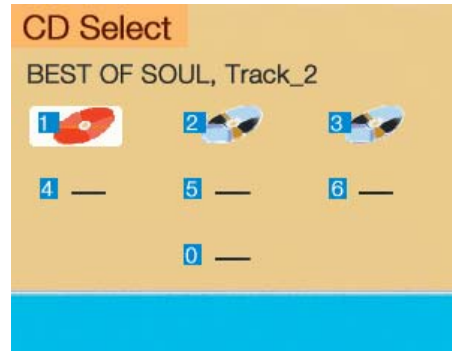 CD Select
BEST OF SOUL, Track_2
1 2 3
4 — 5 — 6 —
0 —